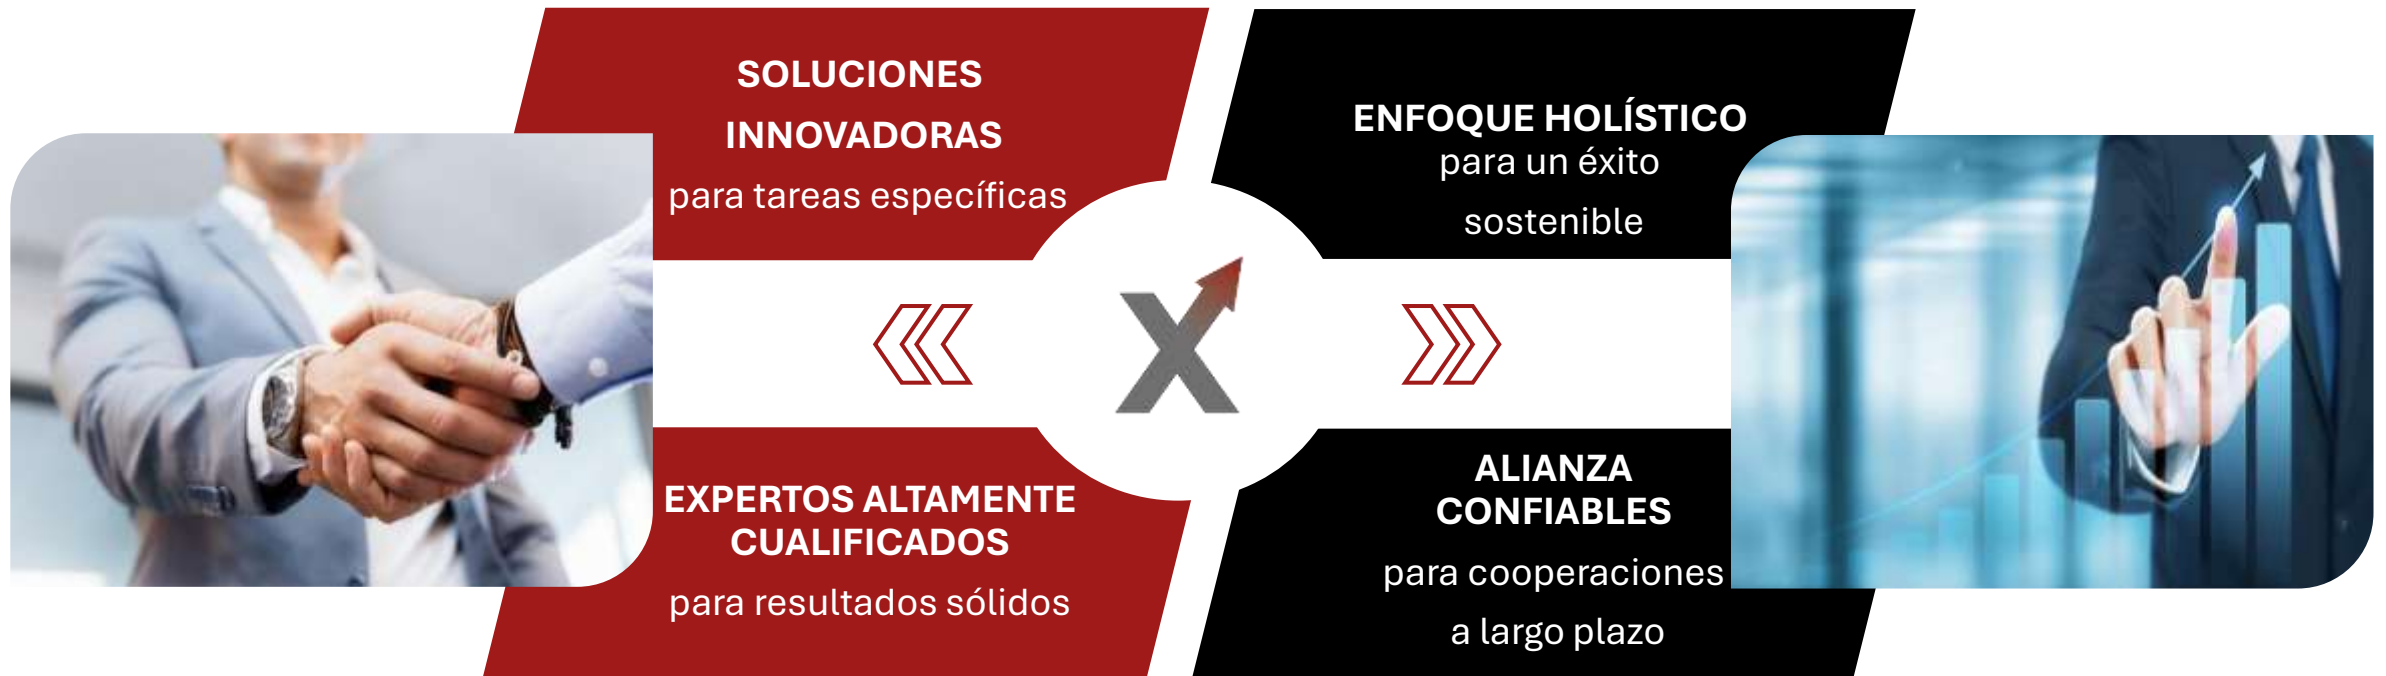 SOLUCIONES
INNOVADORAS
para tareas específicas
ENFOQUE HOLÍSTICO
para un éxito
sostenible
X
EXPERTOS ALTAMENTE
CUALIFICADOS
para resultados sólidos
ALIANZA
CONFIABLES
para cooperaciones
a largo plazo